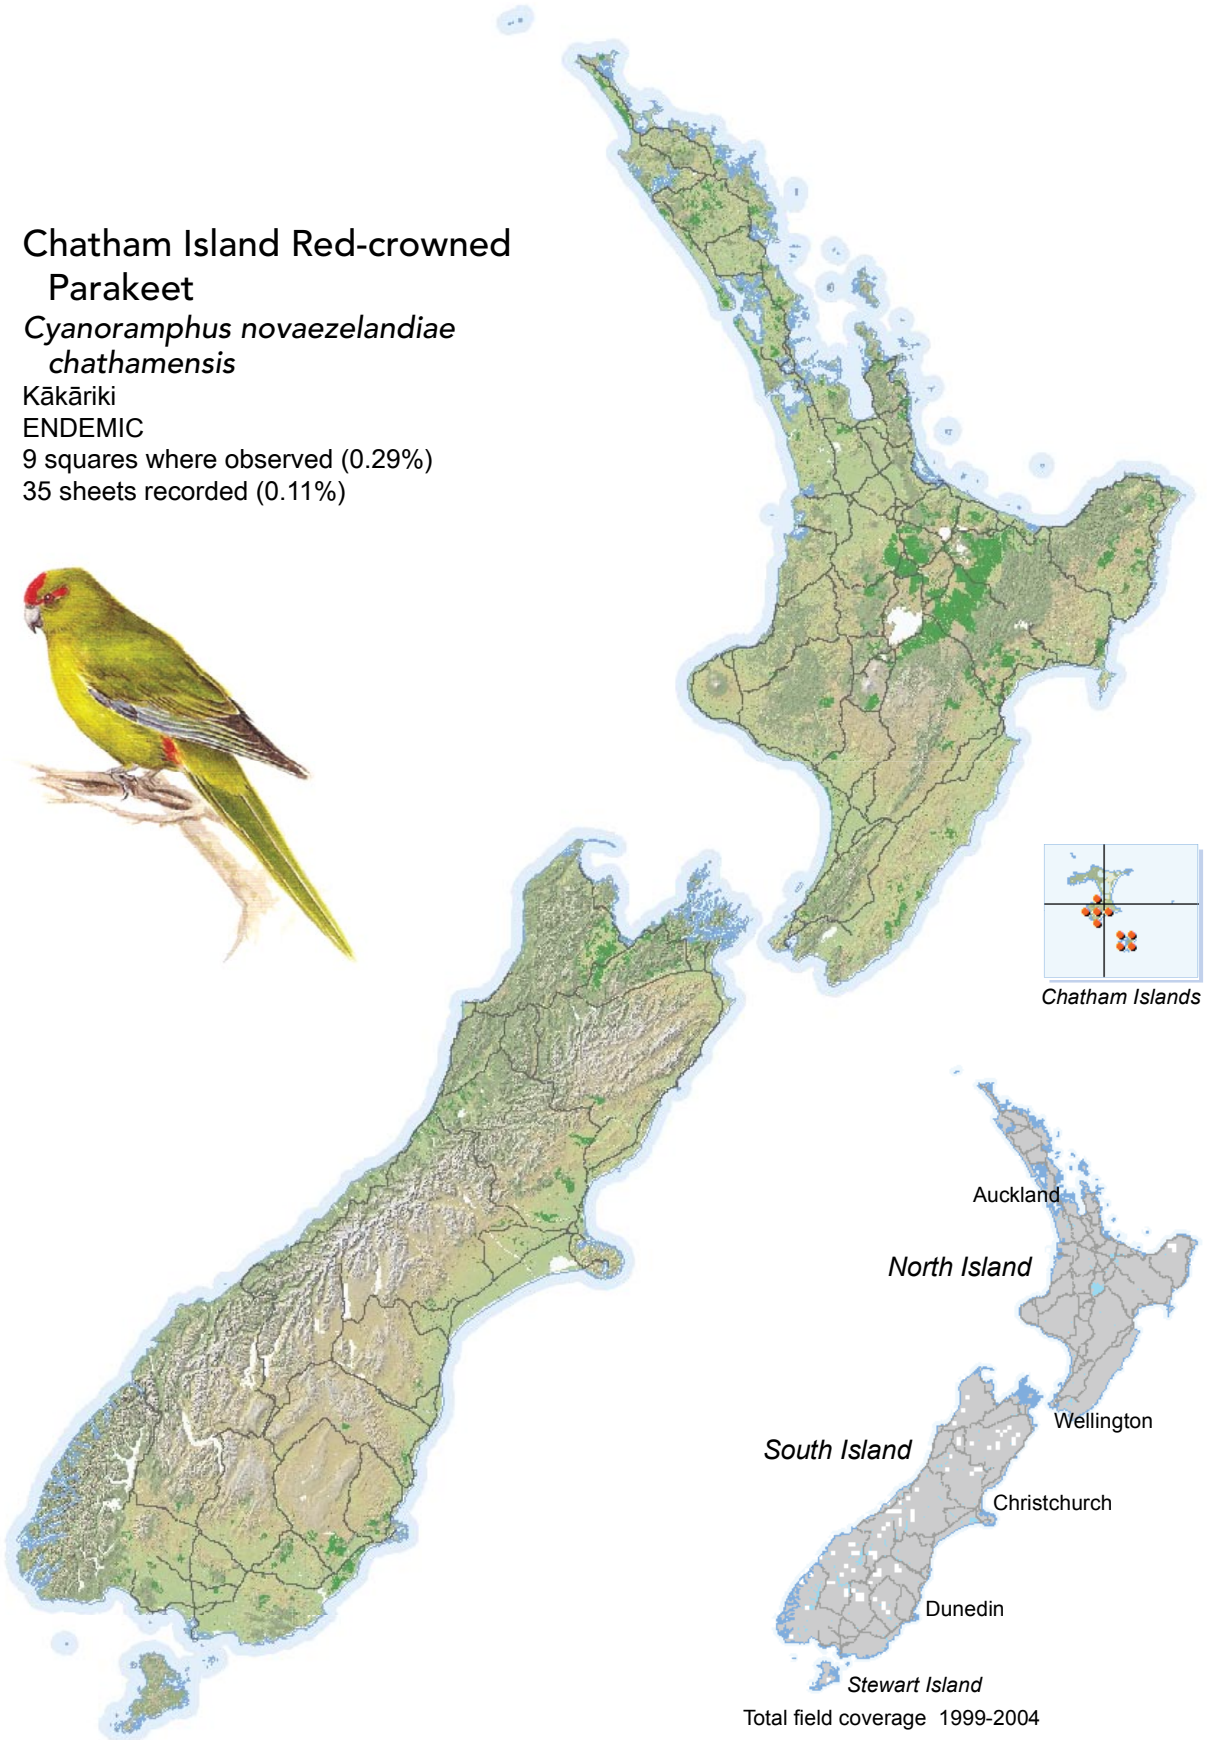 Chatham Island Red-crowned
Parakeet
Cyanoramphus novaezelandiae
chathamensis
Kākāriki
ENDEMIC
9 squares where observed (0.29%)
35 sheets recorded (0.11%)
Chatham Islands
Auckland
North Island
Wellington
South Island
Christchurch
Dunedin
Stewart Island
Total field coverage 1999-2004